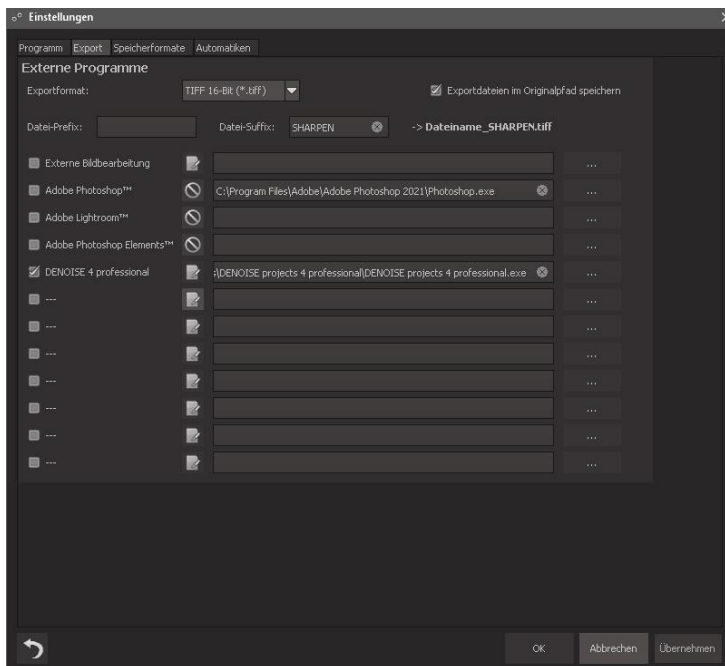 Einstellungen
Programm Export Speicherformate Automatiken
Externe Programme
Exportformat: TIFF 16-Bit (*.tiff) Exportdateien im Originalpfad speichern
Datei-Prefix: Datei-Suffix: SHARPEN -> Dateiname_SHARPEN.tiff
Externe Bildbearbeitung ...
Adobe Photoshop™ C:\Program Files\Adobe\Adobe Photoshop 2021\Photoshop.exe ...
Adobe Lightroom™ ...
Adobe Photoshop Elements™ ...
DENOISE 4 professional ;\DENOISE projects 4 professional\DENOISE projects 4 professional.exe ...
--- ...
--- ...
--- ...
--- ...
--- ...
--- ...
--- ...
OK Abbrechen Übernehmen